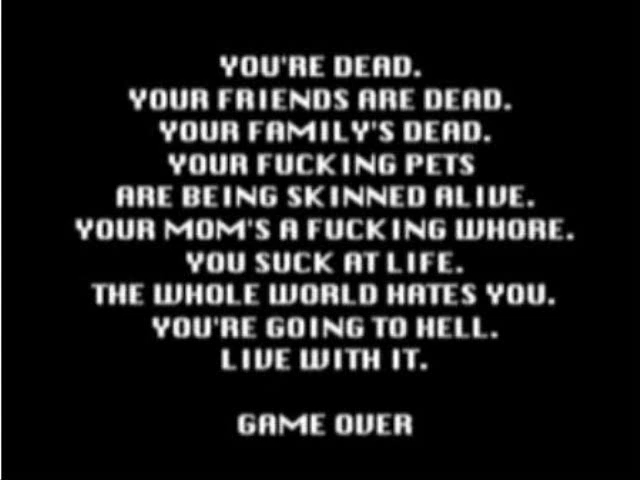 YOU'RE DEAD.
YOUR FRIENDS ARE DEAD.
YOUR FAMILY'S DEAD.
YOUR FUCKING PETS
ARE BEING SKINNED ALIVE.
YOUR MOM'S A FUCKING WHORE.
YOU SUCK AT LIFE.
THE WHOLE WORLD HATES YOU.
YOU'RE GOING TO HELL.
LIVE WITH IT.
GAME OVER